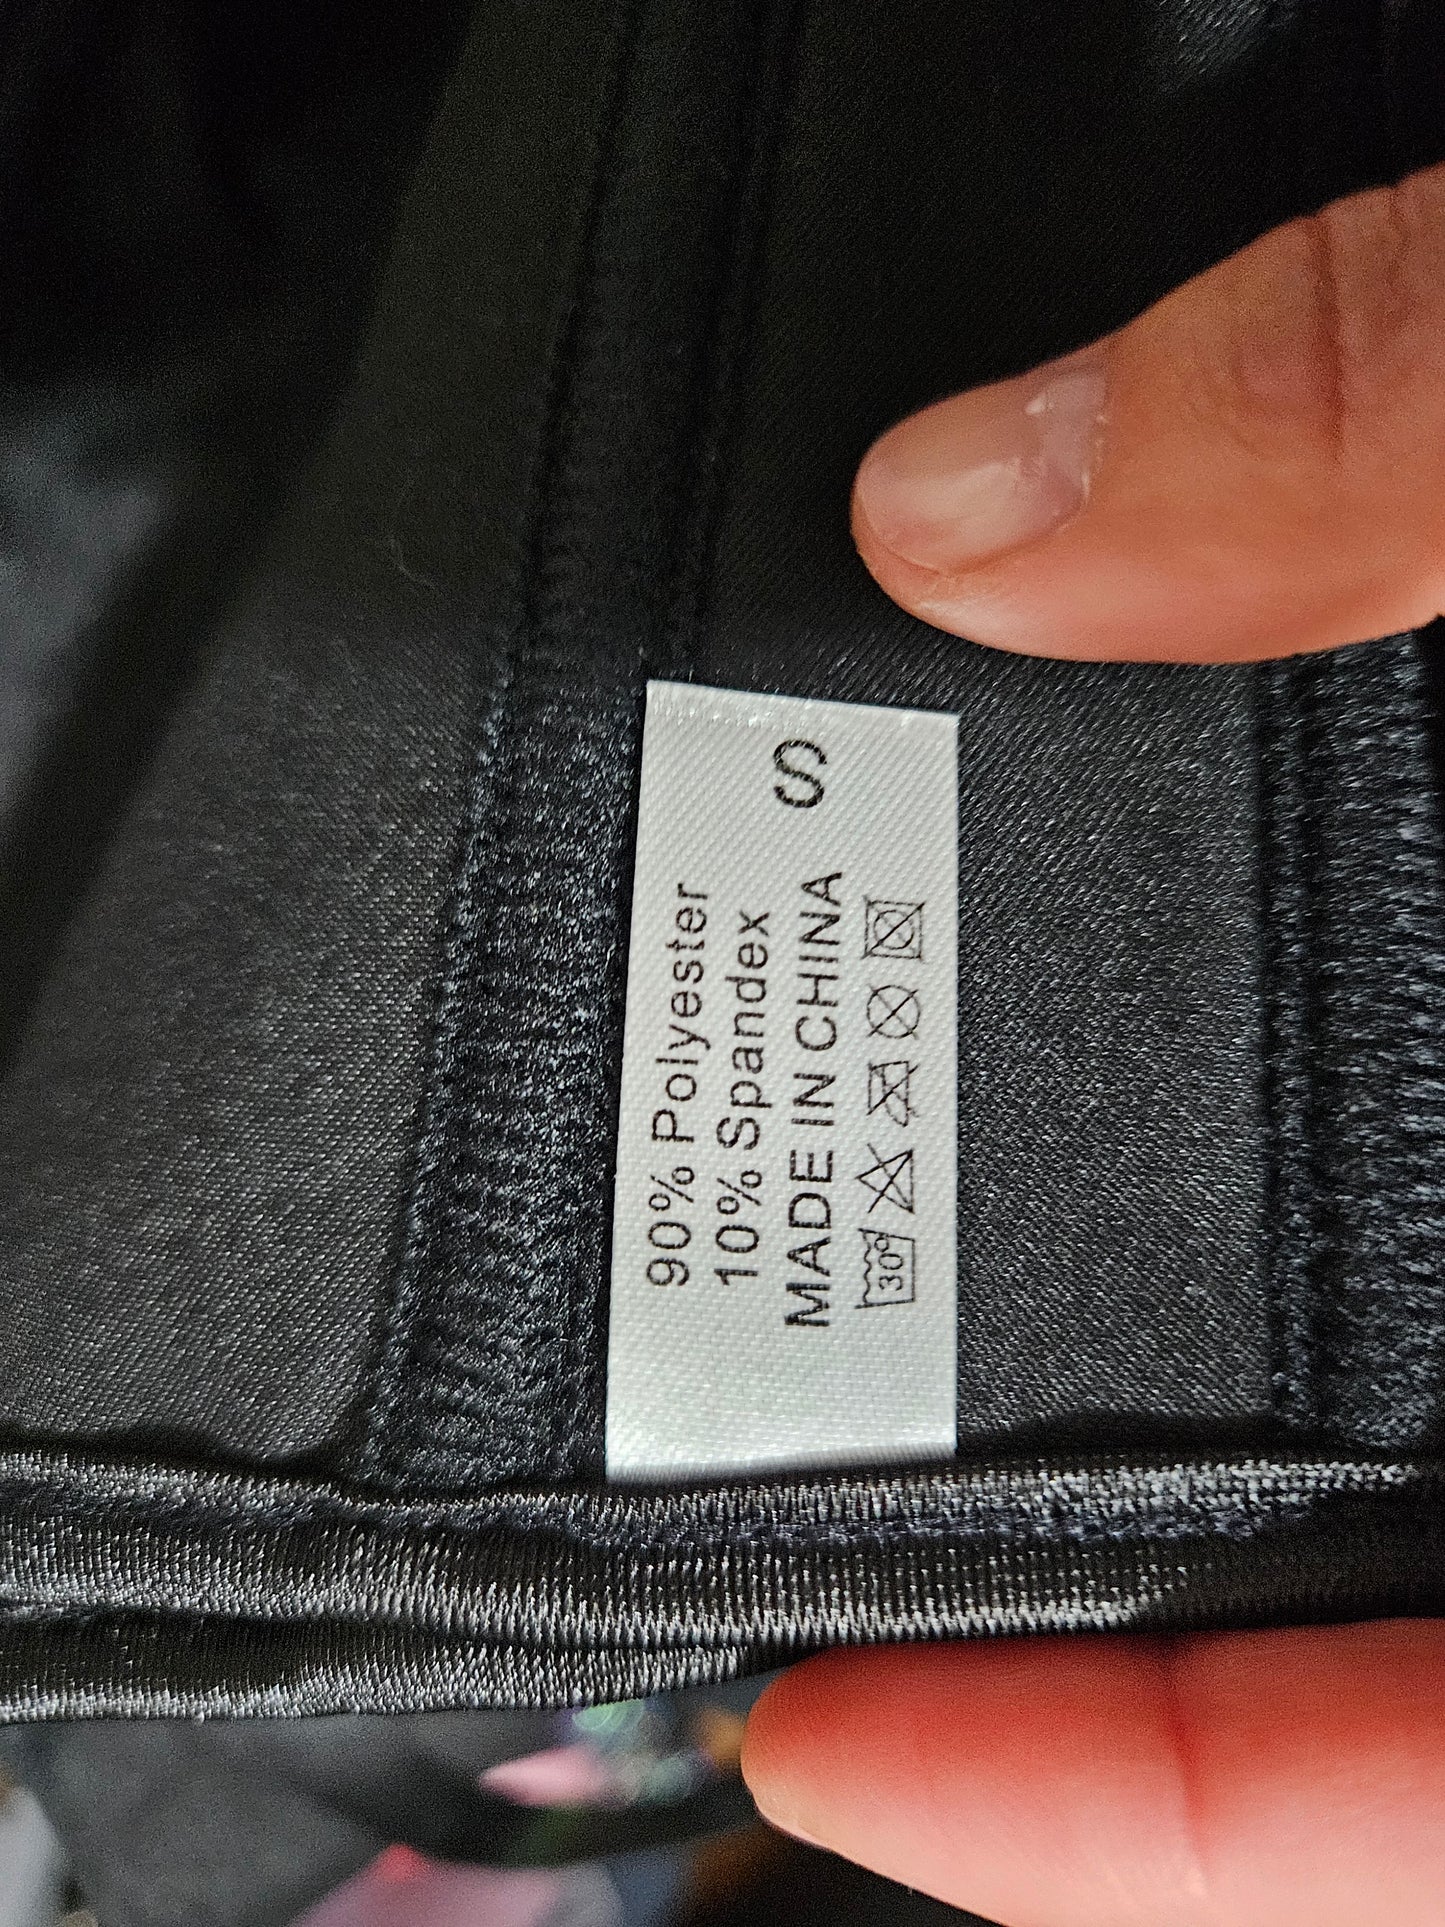 90% Polyester
10% Spandex
MADE IN CHINA S
30°